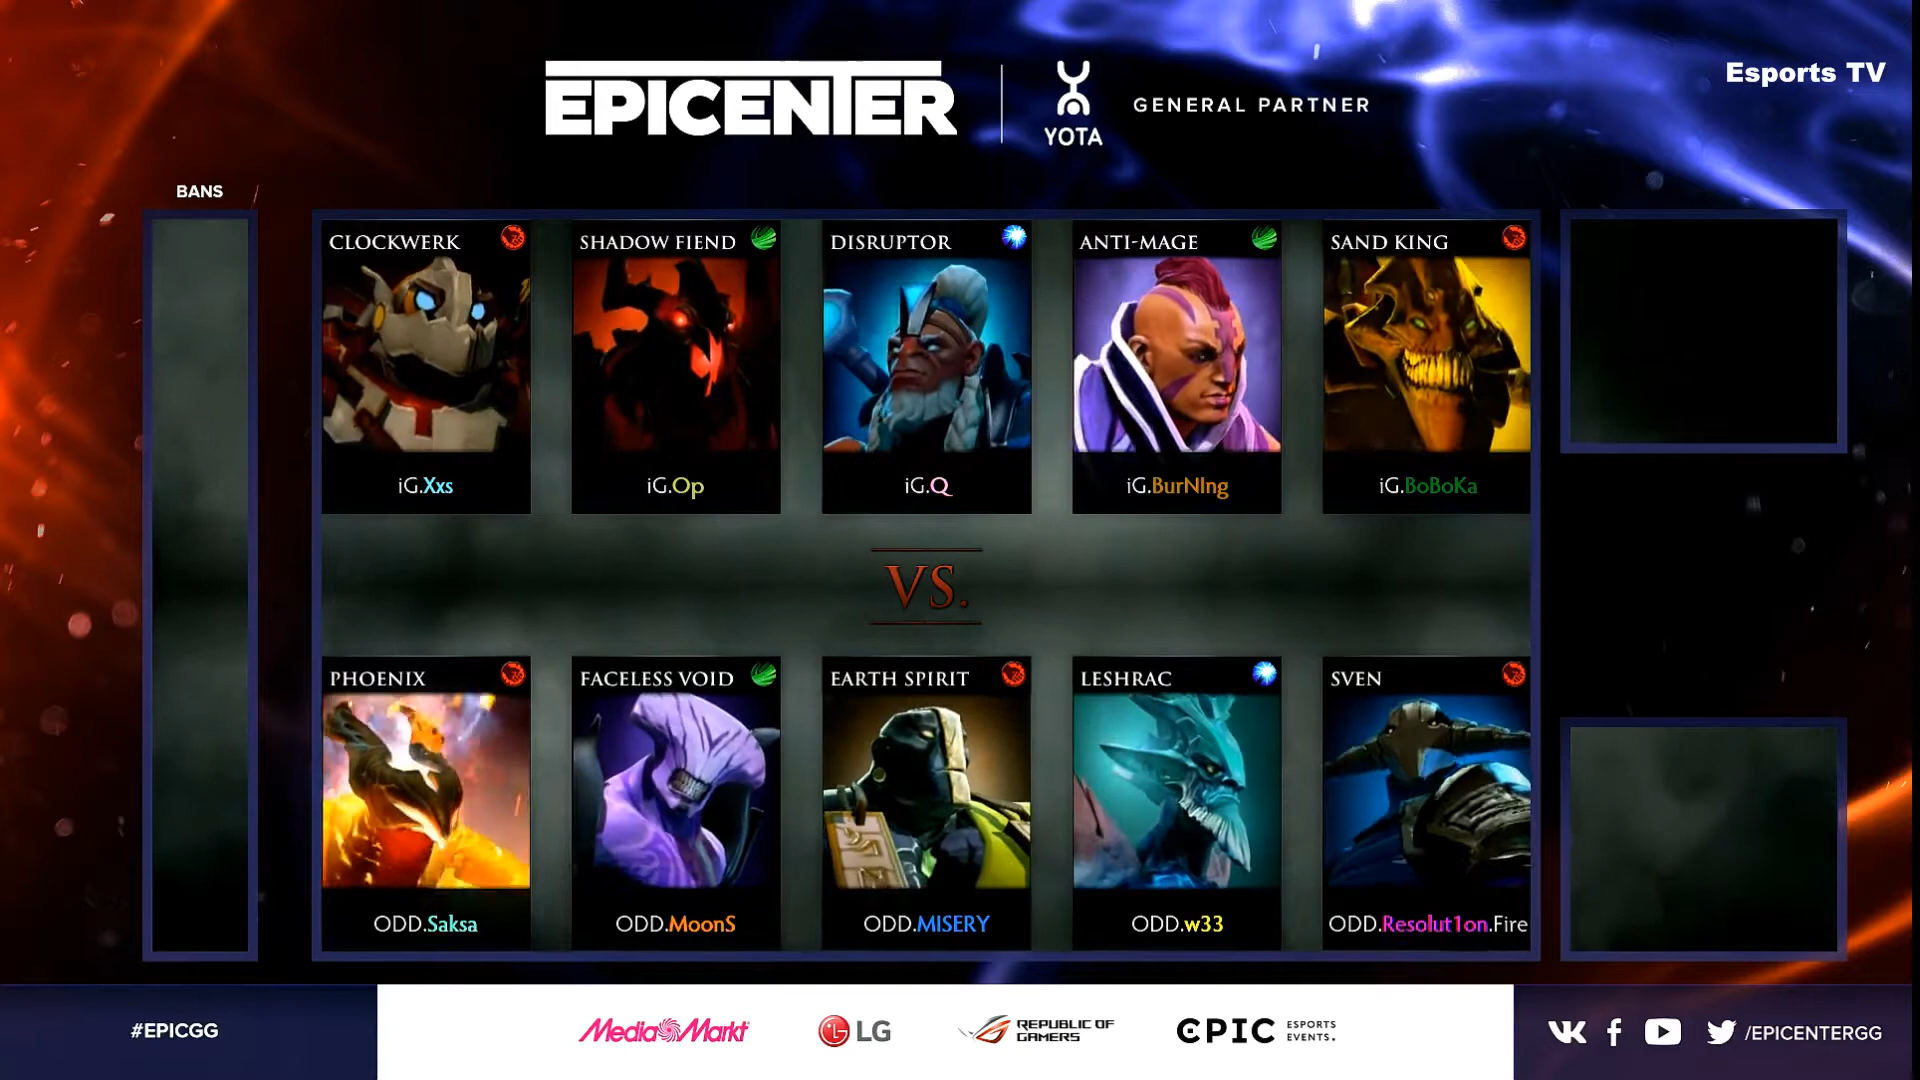 EPICENTER
YOTA
GENERAL PARTNER
Esports TV
BANS
CLOCKWERK
SHADOW FIEND
DISRUPTOR
ANTI-MAGE
SAND KING
iG.Xxs
iG.Op
iG.Q
iG.BurNIng
iG.BoBoKa
VS.
PHOENIX
FACELESS VOID
EARTH SPIRIT
LESHRAC
SVEN
ODD.Saksa
ODD.MoonS
ODD.MISERY
ODD.w33
ODD.Resolut1on.Fire
#EPICGG
Media Markt
LG
REPUBLIC OF
GAMERS
EPIC
ESPORTS
EVENTS.
/EPICENTERGG